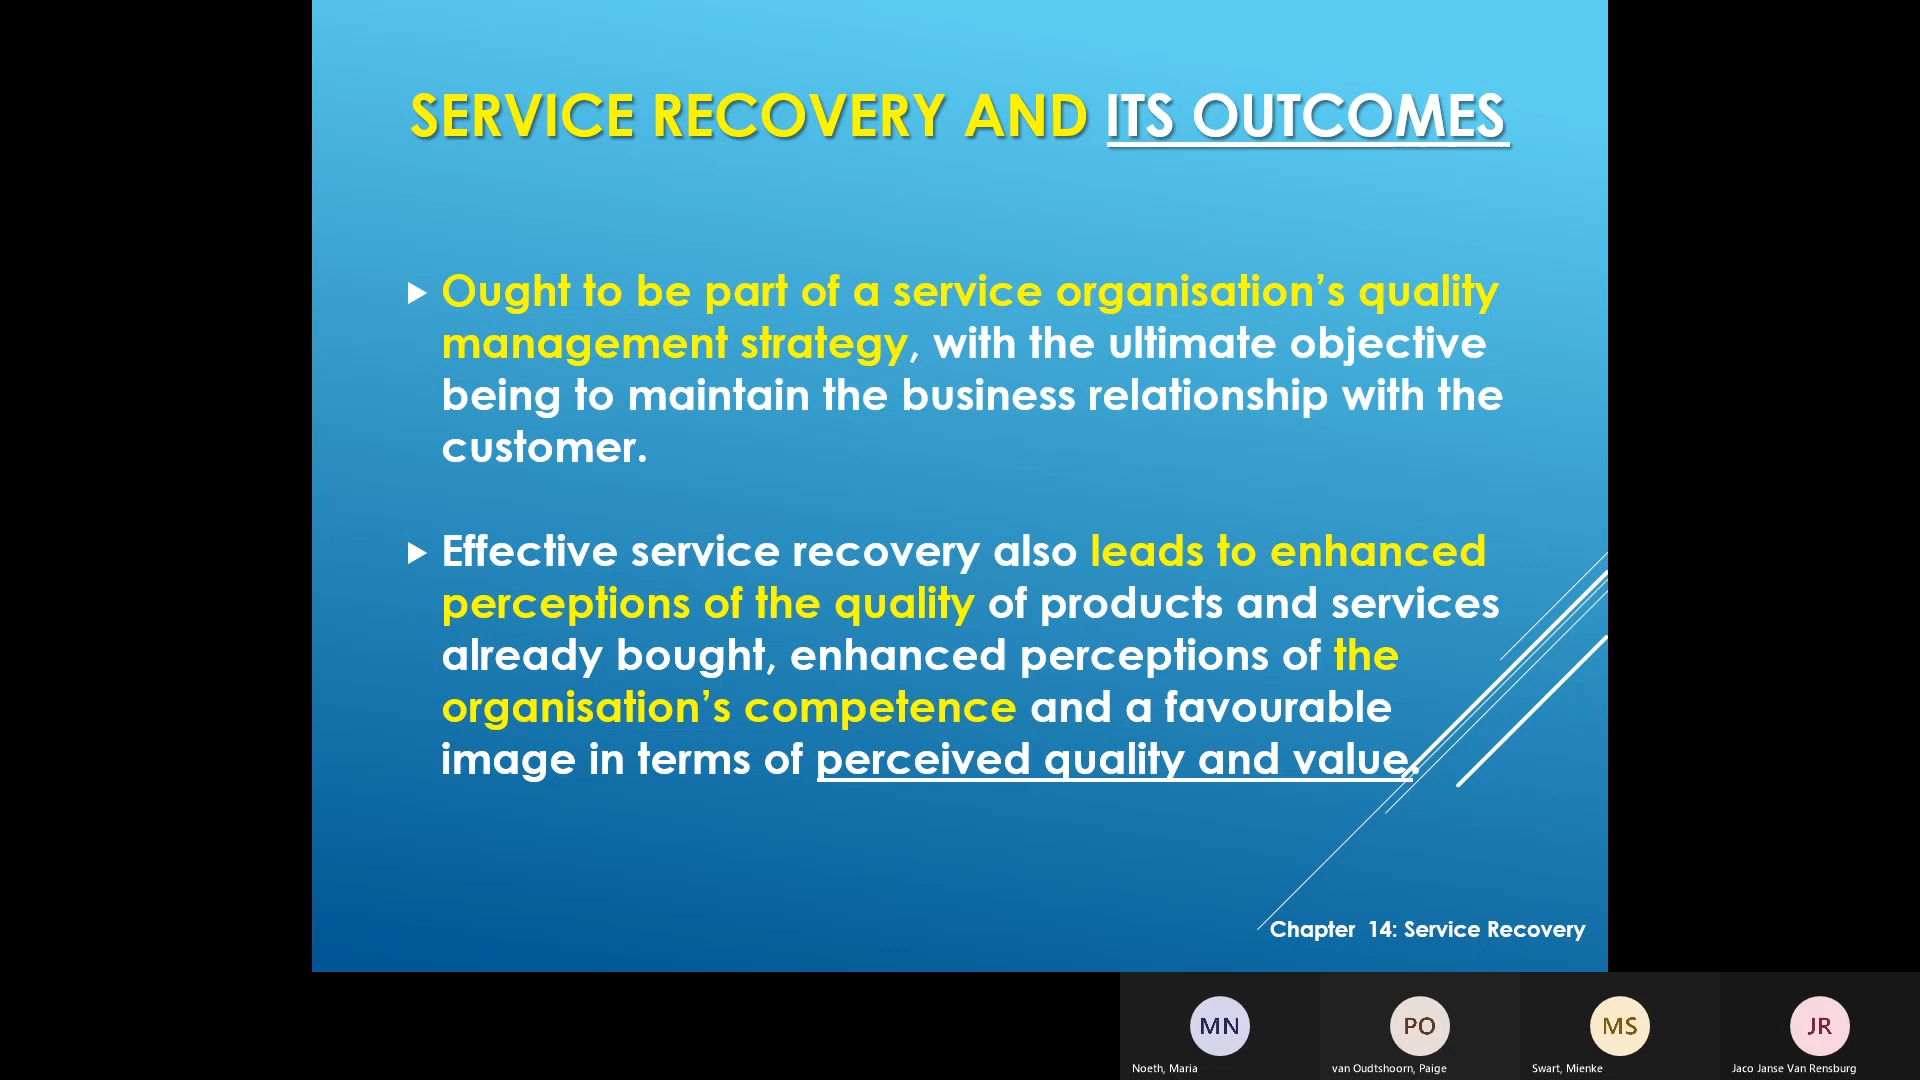 SERVICE RECOVERY AND ITS OUTCOMES
Ought to be part of a service organisation’s quality
management strategy, with the ultimate objective
being to maintain the business relationship with the
customer.
Effective service recovery also leads to enhanced
perceptions of the quality of products and services
already bought, enhanced perceptions of the
organisation’s competence and a favourable
image in terms of perceived quality and value.
Chapter 14: Service Recovery
MN
PO
MS
JR
Noeth, Maria
van Oudtshoorn, Paige
Swart, Mienke
Jaco Janse Van Rensburg